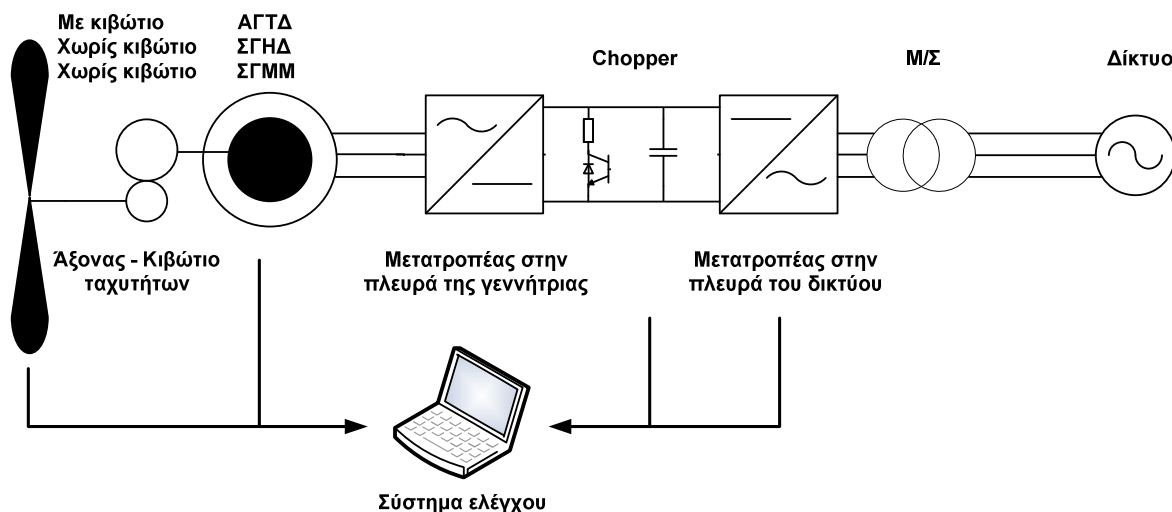 Με κιβώτιο
Χωρίς κιβώτιο
Χωρίς κιβώτιο
ΑΓΤΔ
ΣΓΗΔ
ΣΓΜΜ
Chopper
Μ/Σ
Δίκτυο
Άξονας - Κιβώτιο
ταχυτήτων
Μετατροπέας στην
πλευρά της γεννήτριας
Μετατροπέας στην
πλευρά του δικτύου
Σύστημα ελέγχου